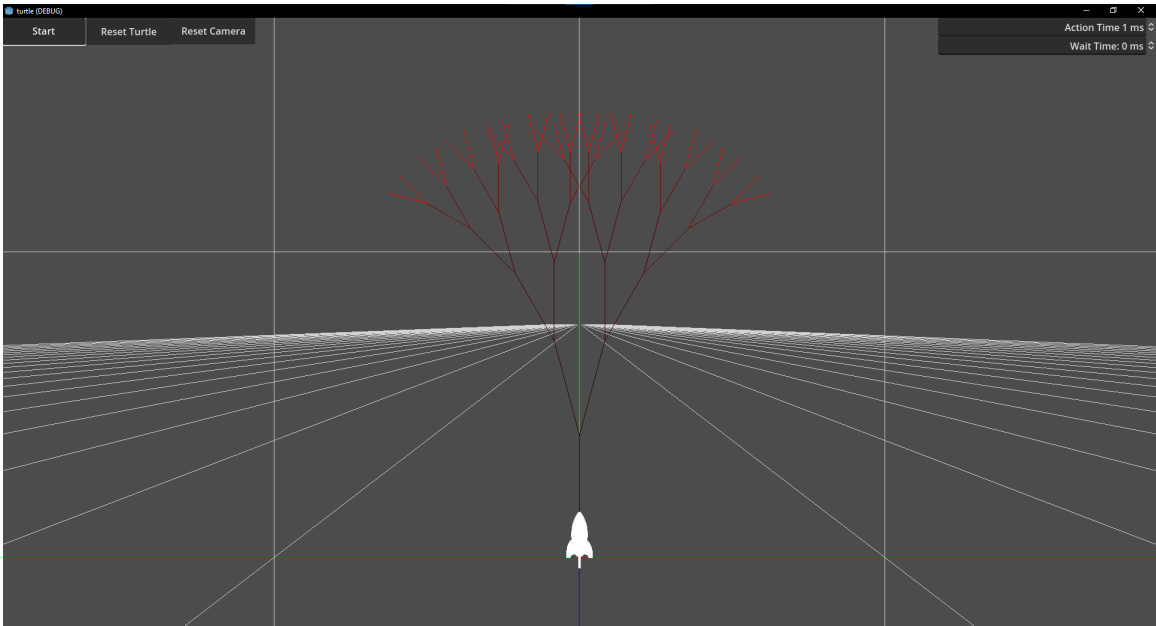 turtle (DEBUG)
Start
Reset Turtle
Reset Camera
Action Time 1 ms
Wait Time: 0 ms